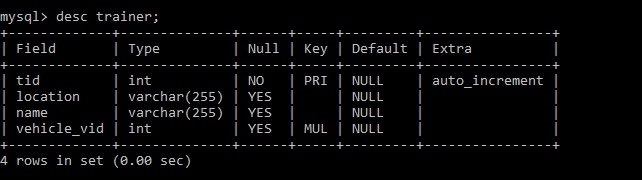 mysql> desc trainer;
+-------------+--------------+------+-----+---------+----------------+
| Field       | Type         | Null | Key | Default | Extra          |
+-------------+--------------+------+-----+---------+----------------+
| tid         | int          | NO   | PRI | NULL    | auto_increment |
| location    | varchar(255) | YES  |     | NULL    |                |
| name        | varchar(255) | YES  |     | NULL    |                |
| vehicle_vid | int          | YES  | MUL | NULL    |                |
+-------------+--------------+------+-----+---------+----------------+
4 rows in set (0.00 sec)